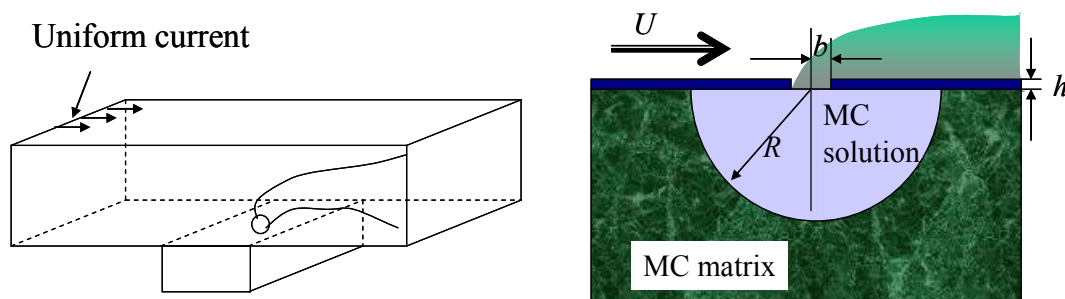 Uniform current
U
b
h
R
MC
solution
MC matrix